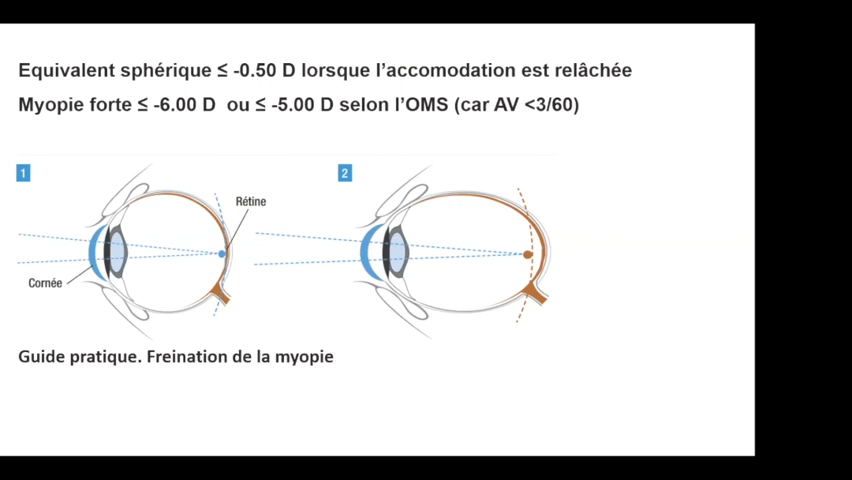 Equivalent sphérique ≤ -0.50 D lorsque l’accomodation est relâchée
Myopie forte ≤ -6.00 D ou ≤ -5.00 D selon l’OMS (car AV <3/60)
1
2
Rétine
Cornée
Guide pratique. Freination de la myopie